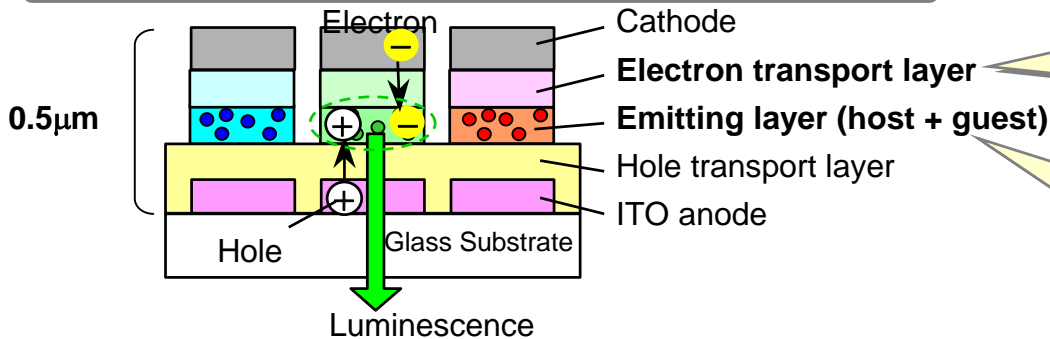 Electron
Cathode
Electron transport layer
0.5μm
Emitting layer (host + guest)
Hole transport layer
ITO anode
Hole
Glass Substrate
Luminescence